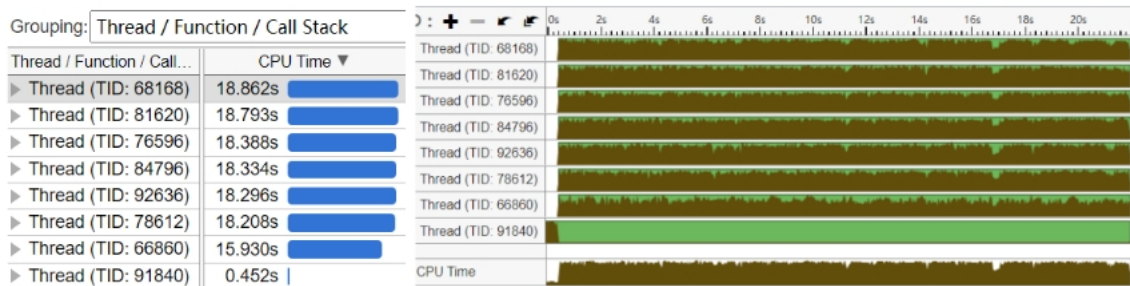 Grouping: Thread / Function / Call Stack
Thread / Function / Call... CPU Time ▼
Thread (TID: 68168) 18.862s
Thread (TID: 81620) 18.793s
Thread (TID: 76596) 18.388s
Thread (TID: 84796) 18.334s
Thread (TID: 92636) 18.296s
Thread (TID: 78612) 18.208s
Thread (TID: 66860) 15.930s
Thread (TID: 91840) 0.452s
: 0s 2s 4s 6s 8s 10s 12s 14s 16s 18s 20s
Thread (TID: 68168)
Thread (TID: 81620)
Thread (TID: 76596)
Thread (TID: 84796)
Thread (TID: 92636)
Thread (TID: 78612)
Thread (TID: 66860)
Thread (TID: 91840)
CPU Time